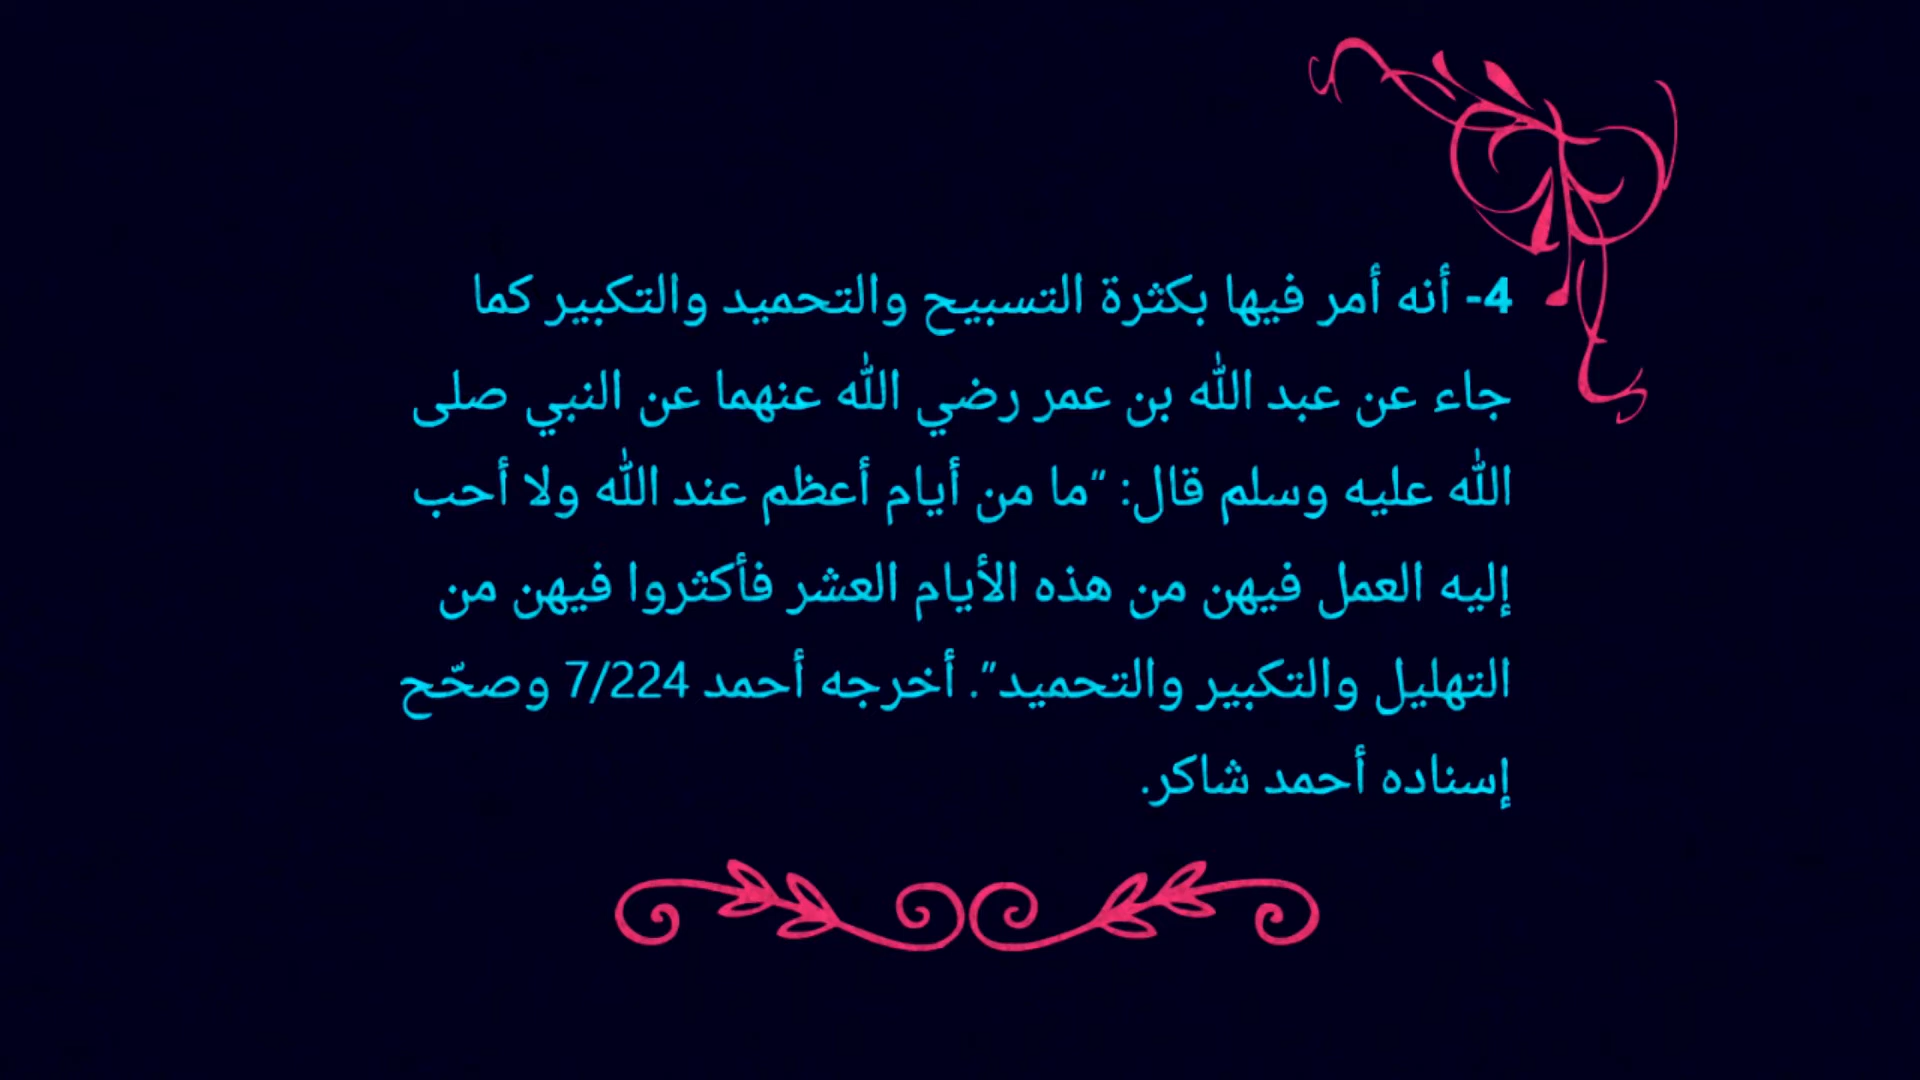 4- أنه أمر فيها بكثرة التسبيح والتحميد والتكبير كما
جاء عن عبد الله بن عمر رضي الله عنهما عن النبي صلى
الله عليه وسلم قال: “ما من أيام أعظم عند الله ولا أحب
إليه العمل فيهن من هذه الأيام العشر فأكثروا فيهن من
التهليل والتكبير والتحميد”. أخرجه أحمد 7/224 وصحّح
إسناده أحمد شاكر.